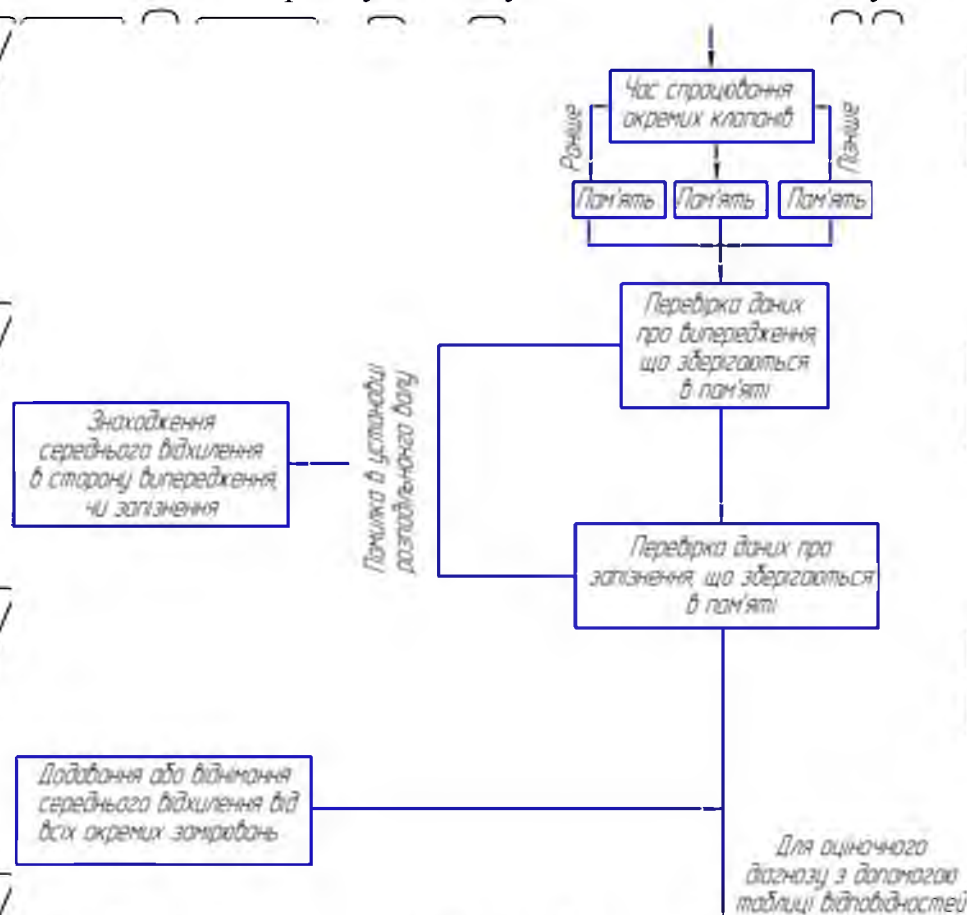 Час спрацювання
окремих клапанів
Раніше
Пізніше
Пам'ять
Пам'ять
Пам'ять
Перевірка даних
про випередження,
що зберігаються
в пам'яті
Помилка в установці
розподільчого валу
Знаходження
середнього відхилення
в сторону випередження,
чи запізнення
Перевірка даних про
запізнення, що зберігаються
в пам'яті
Додавання або віднімання
середнього відхилення від
всіх окремих замірювань
Для оціночного
діагнозу з допомогою
таблиці відповідностей